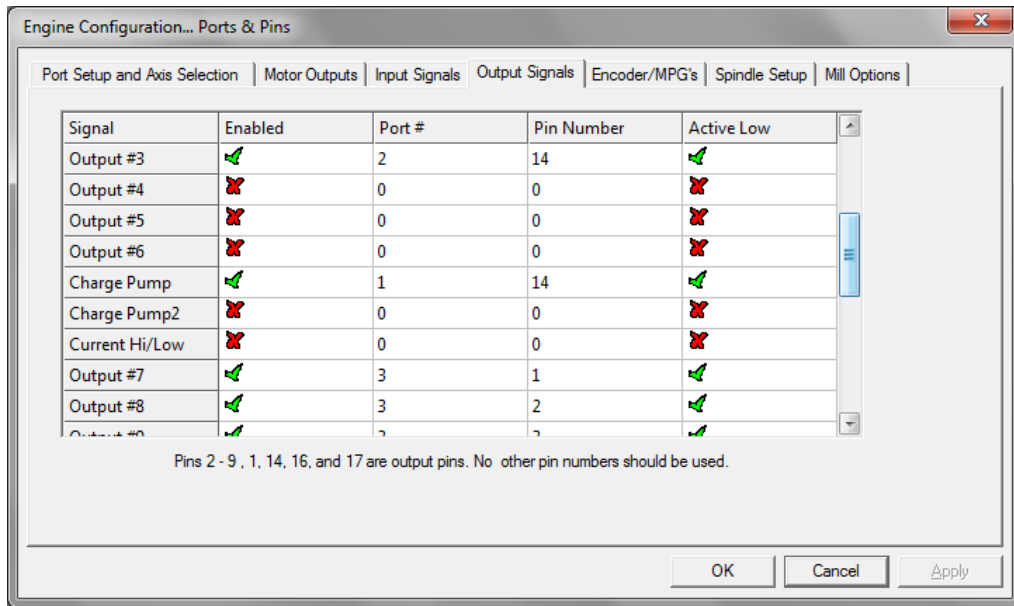 Engine Configuration... Ports & Pins
Port Setup and Axis Selection Motor Outputs Input Signals Output Signals Encoder/MPG's Spindle Setup Mill Options
Signal Enabled Port # Pin Number Active Low
Output #3 2 14
Output #4 0 0
Output #5 0 0
Output #6 0 0
Charge Pump 1 14
Charge Pump2 0 0
Current Hi/Low 0 0
Output #7 3 1
Output #8 3 2
Pins 2 - 9 , 1, 14, 16, and 17 are output pins. No other pin numbers should be used.
OK Cancel Apply